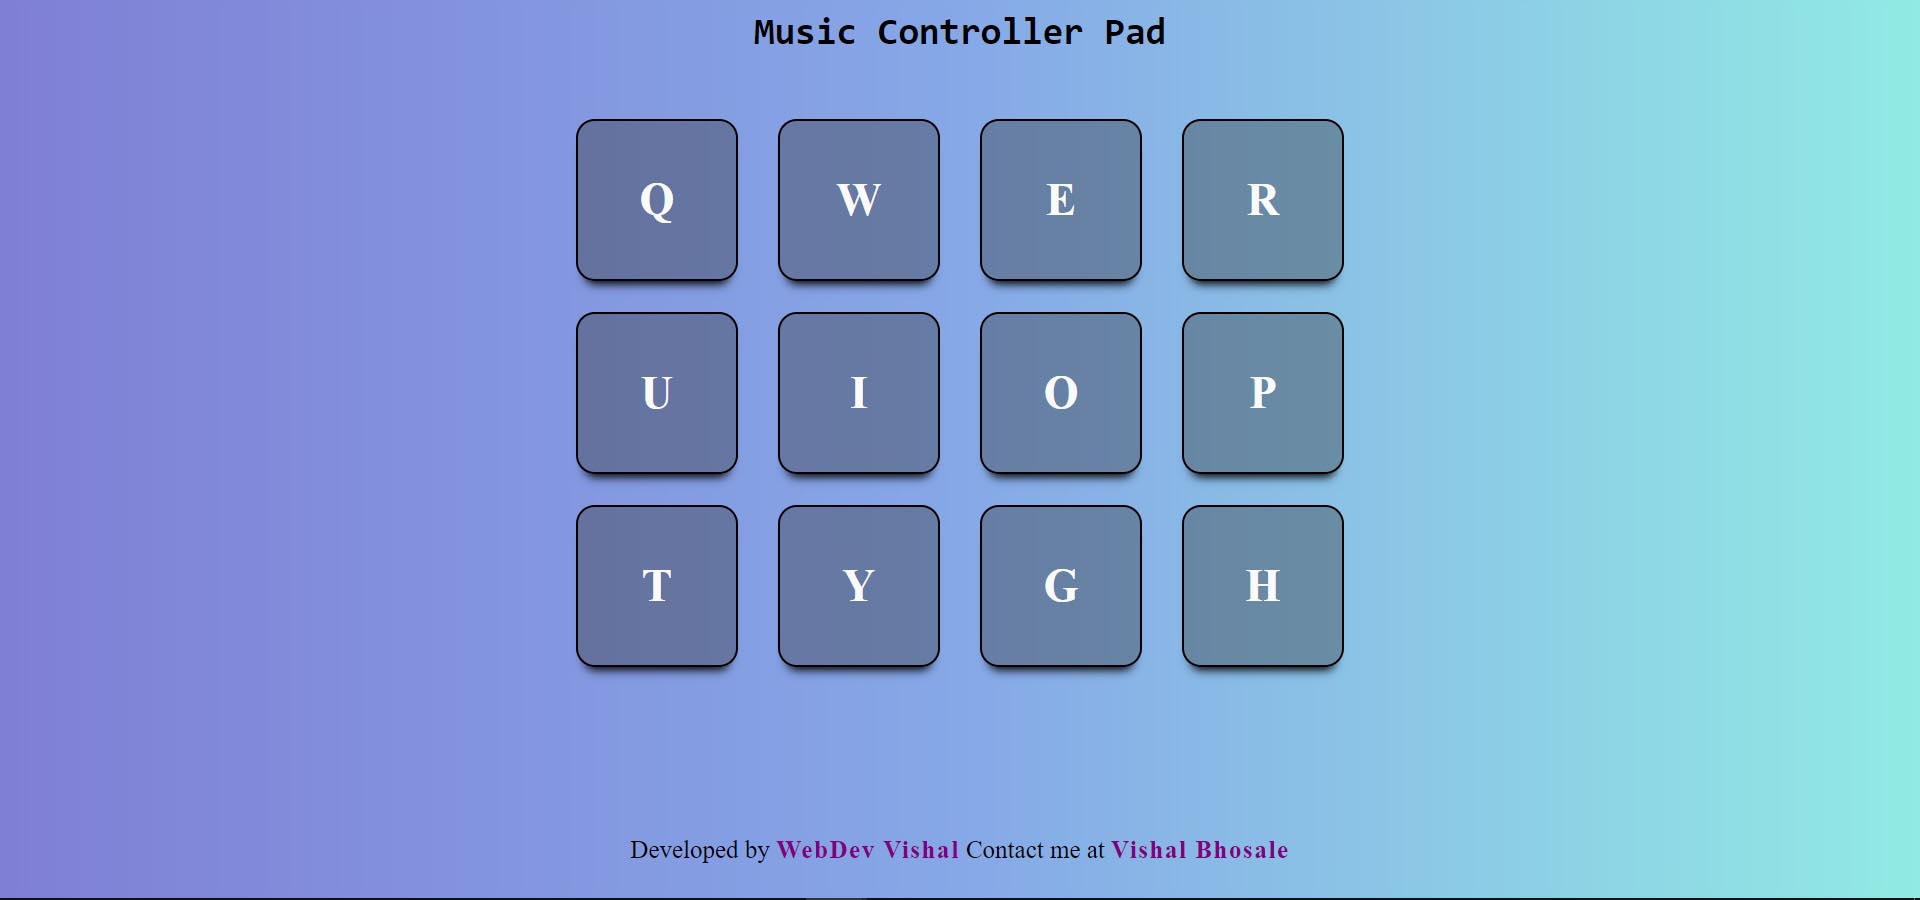 Music Controller Pad
Q W E R
U I O P
T Y G H
Developed by WebDev Vishal Contact me at Vishal Bhosale